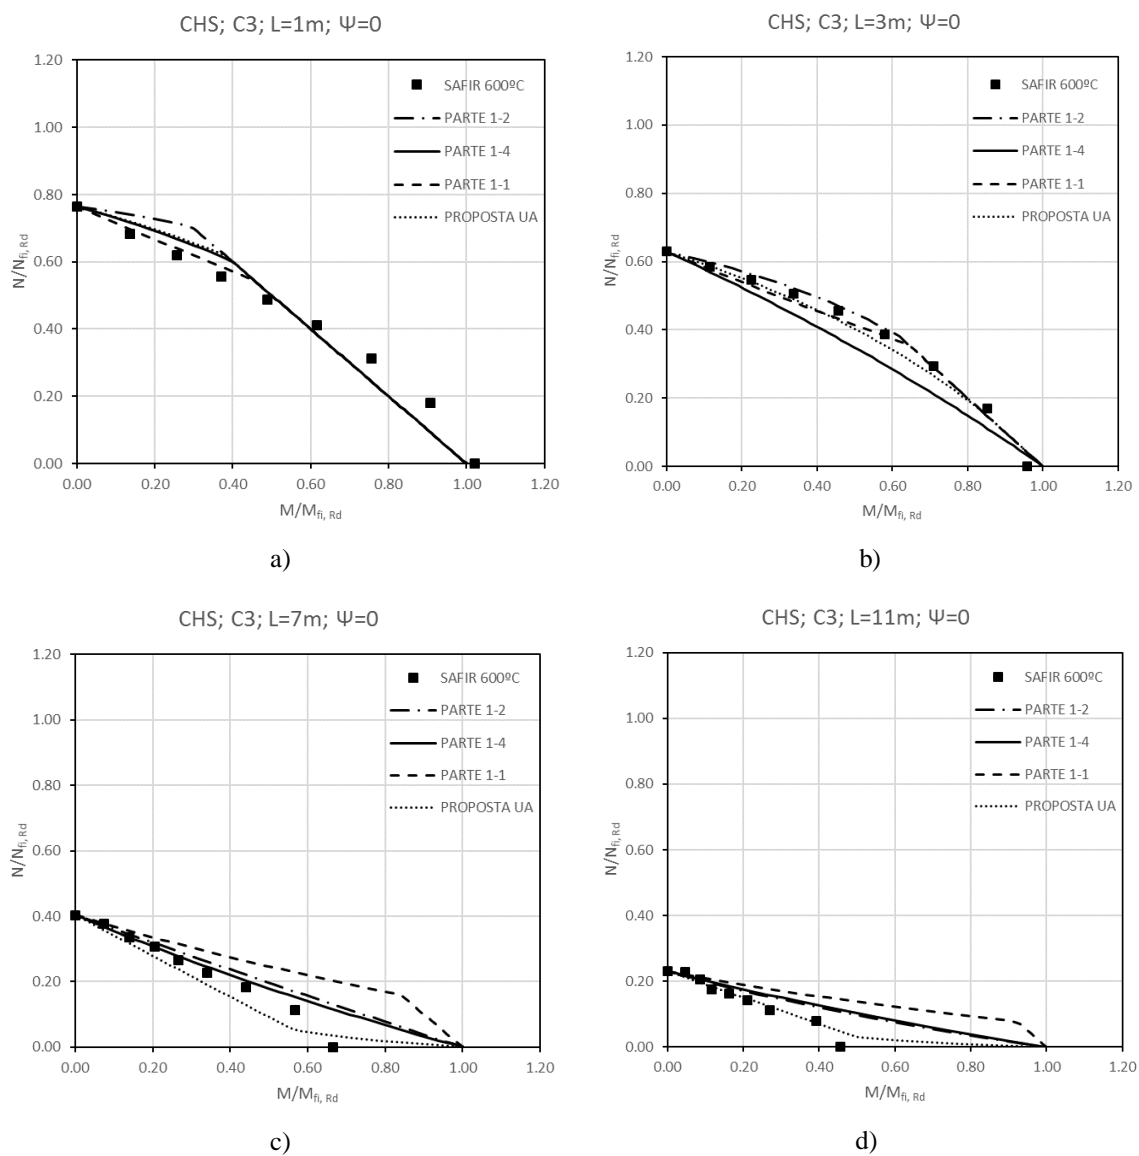 CHS; C3; L=1m; Ψ=0
1.20
1.00
0.80
0.60
0.40
0.20
0.00
N/Nfi, Rd
0.00 0.20 0.40 0.60 0.80 1.00 1.20
M/Mfi, Rd
SAFIR 600ºC
PARTE 1-2
PARTE 1-4
PARTE 1-1
PROPOSTA UA
a)
CHS; C3; L=3m; Ψ=0
1.20
1.00
0.80
0.60
0.40
0.20
0.00
N/Nfi, Rd
0.00 0.20 0.40 0.60 0.80 1.00 1.20
M/Mfi, Rd
SAFIR 600ºC
PARTE 1-2
PARTE 1-4
PARTE 1-1
PROPOSTA UA
b)
CHS; C3; L=7m; Ψ=0
1.20
1.00
0.80
0.60
0.40
0.20
0.00
N/Nfi, Rd
0.00 0.20 0.40 0.60 0.80 1.00 1.20
M/Mfi, Rd
SAFIR 600ºC
PARTE 1-2
PARTE 1-4
PARTE 1-1
PROPOSTA UA
c)
CHS; C3; L=11m; Ψ=0
1.20
1.00
0.80
0.60
0.40
0.20
0.00
N/Nfi, Rd
0.00 0.20 0.40 0.60 0.80 1.00 1.20
M/Mfi, Rd
SAFIR 600ºC
PARTE 1-2
PARTE 1-4
PARTE 1-1
PROPOSTA UA
d)